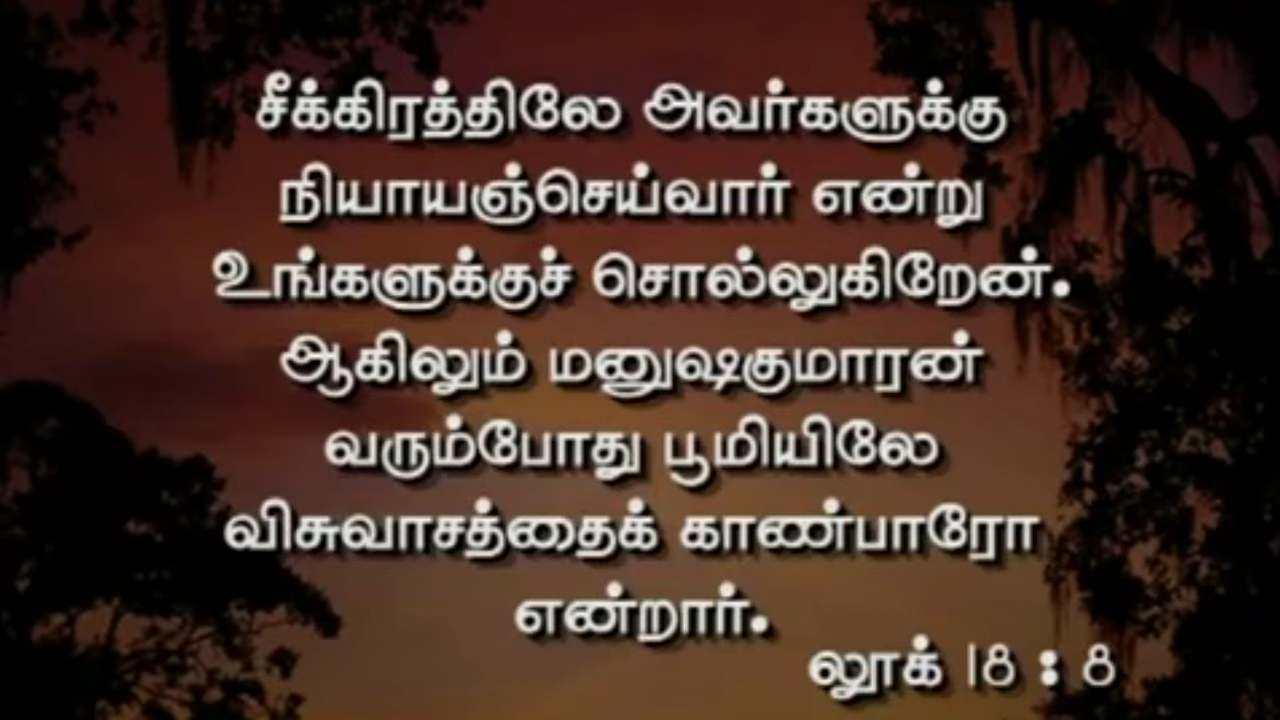 சீக்கிரத்திலே அவர்களுக்கு
நியாயஞ்செய்வார் என்று
உங்களுக்குச் சொல்லுகிறேன்.
ஆகிலும் மனுஷகுமாரன்
வரும்போது பூமியிலே
விசுவாசத்தைக் காண்பாரோ
என்றார்.
லூக் 18 : 8